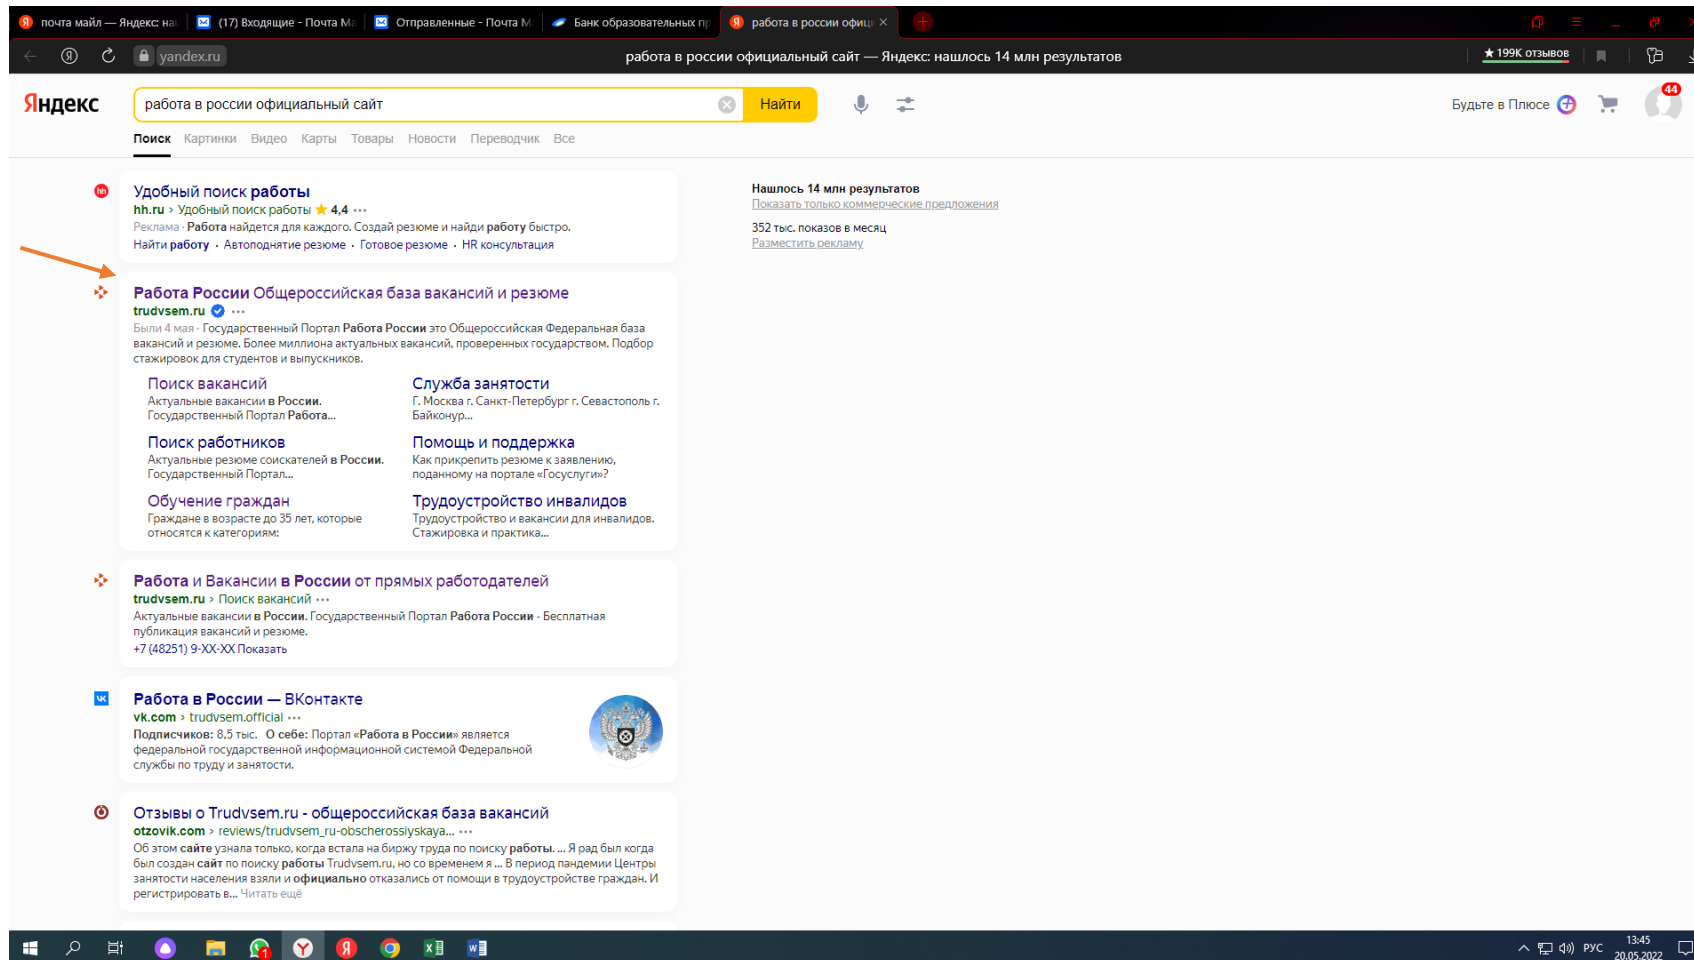 почта майл — Яндекс: на
(17) Входящие - Почта Ма
Отправленные - Почта М
Банк образовательных пр
работа в россии офиц
yandex.ru
работа в россии официальный сайт — Яндекс: нашлось 14 млн результатов
★ 199К отзывов
Яндекс
работа в россии официальный сайт
Найти
Будьте в Плюсе
44
Поиск Картинки Видео Карты Товары Новости Переводчик Все
Удобный поиск работы
hh.ru › Удобный поиск работы ★ 4,4 •••
Реклама · Работа найдется для каждого. Создай резюме и найди работу быстро.
Найти работу · Автоподнятие резюме · Готовое резюме · HR консультация
Нашлось 14 млн результатов
Показать только коммерческие предложения
352 тыс. показов в месяц
Разместить рекламу
Работа России Общероссийская база вакансий и резюме
trudvsem.ru •••
Были 4 мая · Государственный Портал Работа России это Общероссийская Федеральная база
вакансий и резюме. Более миллиона актуальных вакансий, проверенных государством. Подбор
стажировок для студентов и выпускников.
Поиск вакансий
Актуальные вакансии в России.
Государственный Портал Работа...
Служба занятости
Г. Москва г. Санкт-Петербург г. Севастополь г.
Байконур...
Поиск работников
Актуальные резюме соискателей в России.
Государственный Портал...
Помощь и поддержка
Как прикрепить резюме к заявлению,
поданному на портале «Госуслуги»?
Обучение граждан
Граждане в возрасте до 35 лет, которые
относятся к категориям:
Трудоустройство инвалидов
Трудоустройство и вакансии для инвалидов.
Стажировка и практика...
Работа и Вакансии в России от прямых работодателей
trudvsem.ru › Поиск вакансий •••
Актуальные вакансии в России. Государственный Портал Работа России - Бесплатная
публикация вакансий и резюме.
+7 (48251) 9-XX-XX Показать
Работа в России — ВКонтакте
vk.com › trudvsem.official •••
Подписчиков: 8,5 тыс. О себе: Портал «Работа в России» является
федеральной государственной информационной системой Федеральной
службы по труду и занятости.
Отзывы о Trudvsem.ru - общероссийская база вакансий
otzovik.com › reviews/trudvsem_ru-obscherossiyskaya... •••
Об этом сайте узнала только, когда встала на биржу труда по поиску работы. ... Я рад был когда
был создан сайт по поиску работы Trudvsem.ru, но со временем я ... В период пандемии Центры
занятости населения взяли и официально отказались от помощи в трудоустройстве граждан. И
регистрировать в... Читать ещё
РУС
13:45
20.05.2022